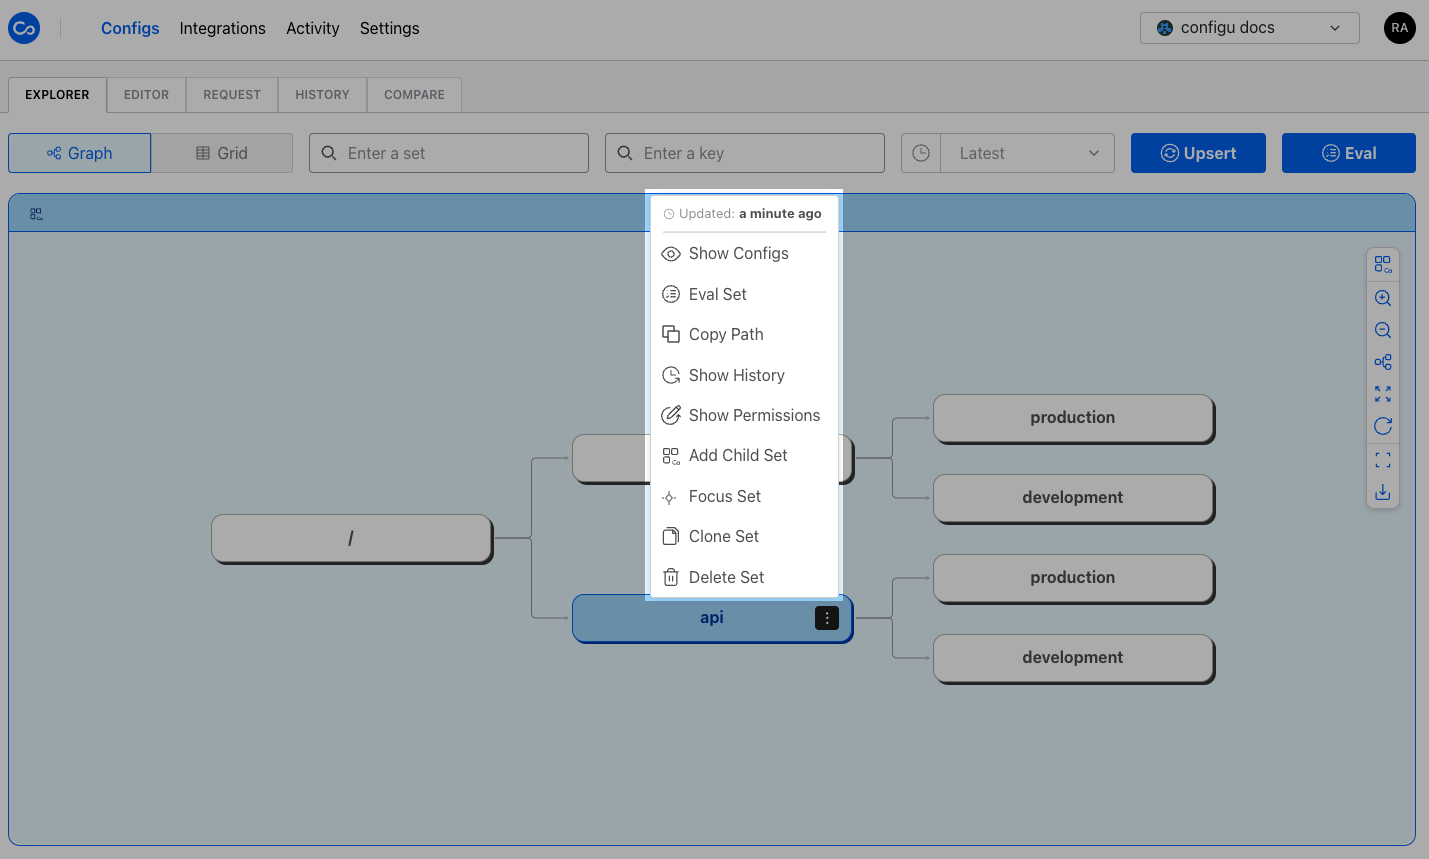 Configs Integrations Activity Settings configu docs RA
EXPLORER EDITOR REQUEST HISTORY COMPARE
Graph Grid Enter a set Enter a key Latest Upsert Eval
Updated: a minute ago
Show Configs
Eval Set
Copy Path
Show History
Show Permissions
Add Child Set
Focus Set
Clone Set
Delete Set
production
development
/
production
api
development